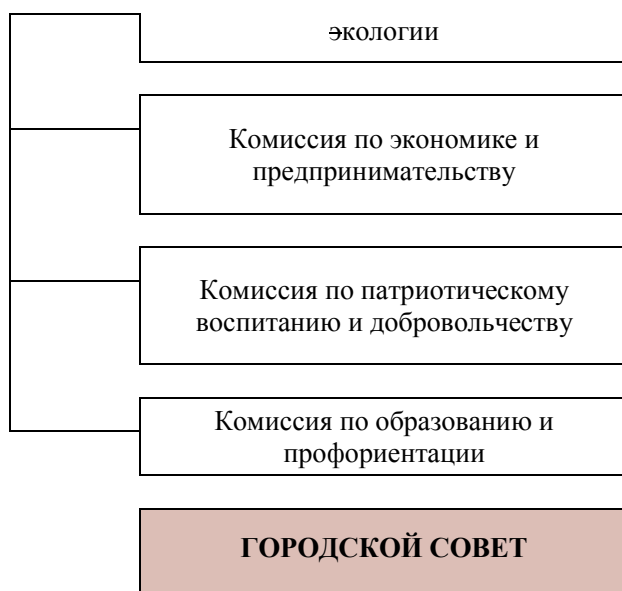 экологии
Комиссия по экономике и
предпринимательству
Комиссия по патриотическому
воспитанию и добровольчеству
Комиссия по образованию и
профориентации
ГОРОДСКОЙ СОВЕТ